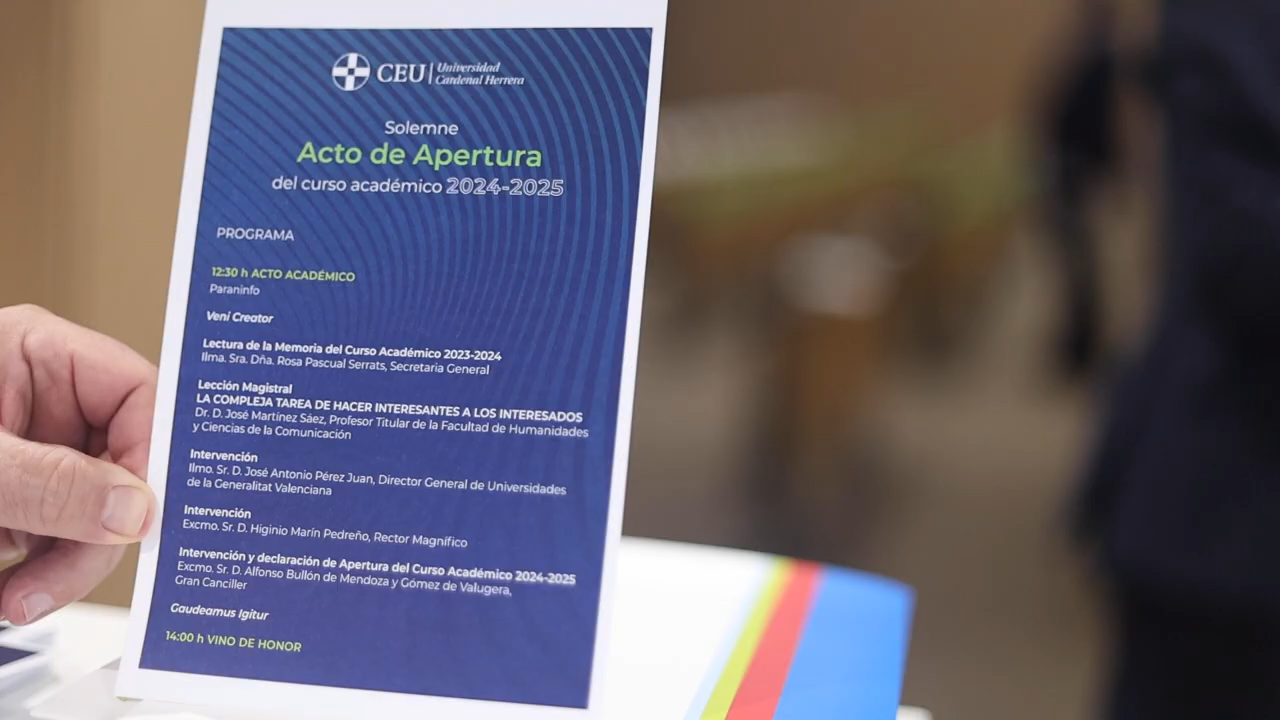 CEU Universidad
Cardenal Herrera
Solemne
Acto de Apertura
del curso académico 2024-2025
PROGRAMA
12:30 h ACTO ACADÉMICO
Paraninfo
Veni Creator
Lectura de la Memoria del Curso Académico 2023-2024
Ilma. Sra. Dña. Rosa Pascual Serrats, Secretaria General
Lección Magistral
LA COMPLEJA TAREA DE HACER INTERESANTES A LOS INTERESADOS
Dr. D. José Martínez Sáez, Profesor Titular de la Facultad de Humanidades
y Ciencias de la Comunicación
Intervención
Ilmo. Sr. D. José Antonio Pérez Juan, Director General de Universidades
de la Generalitat Valenciana
Intervención
Excmo. Sr. D. Higinio Marín Pedreño, Rector Magnífico
Intervención y declaración de Apertura del Curso Académico 2024-2025
Excmo. Sr. D. Alfonso Bullón de Mendoza y Gómez de Valugera,
Gran Canciller
Gaudeamus Igitur
14:00 h VINO DE HONOR